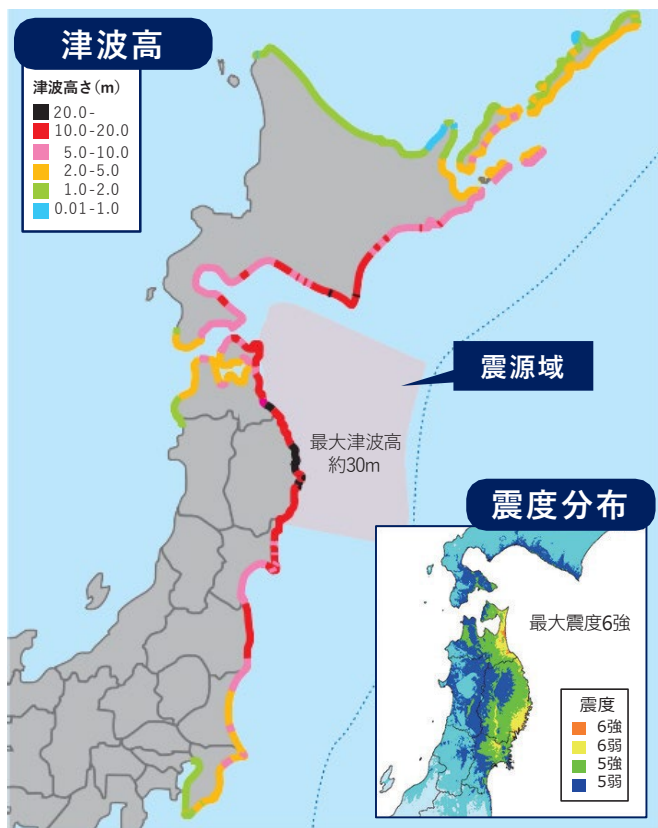 津波高
津波高さ(m)
20.0-
10.0-20.0
5.0-10.0
2.0-5.0
1.0-2.0
0.01-1.0
震源域
最大津波高
約30m
震度分布
最大震度6強
震度
6強
6弱
5強
5弱